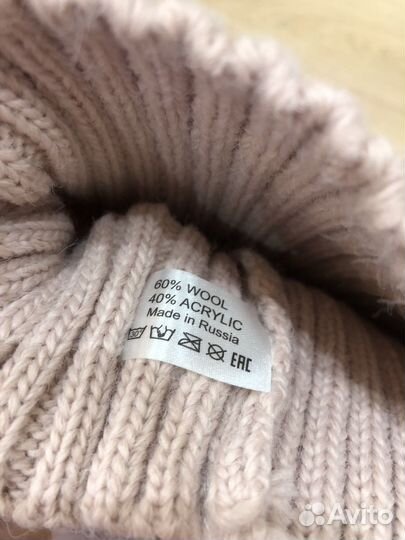 60% WOOL
40% ACRYLIC
Made in Russia
EAC
Avito